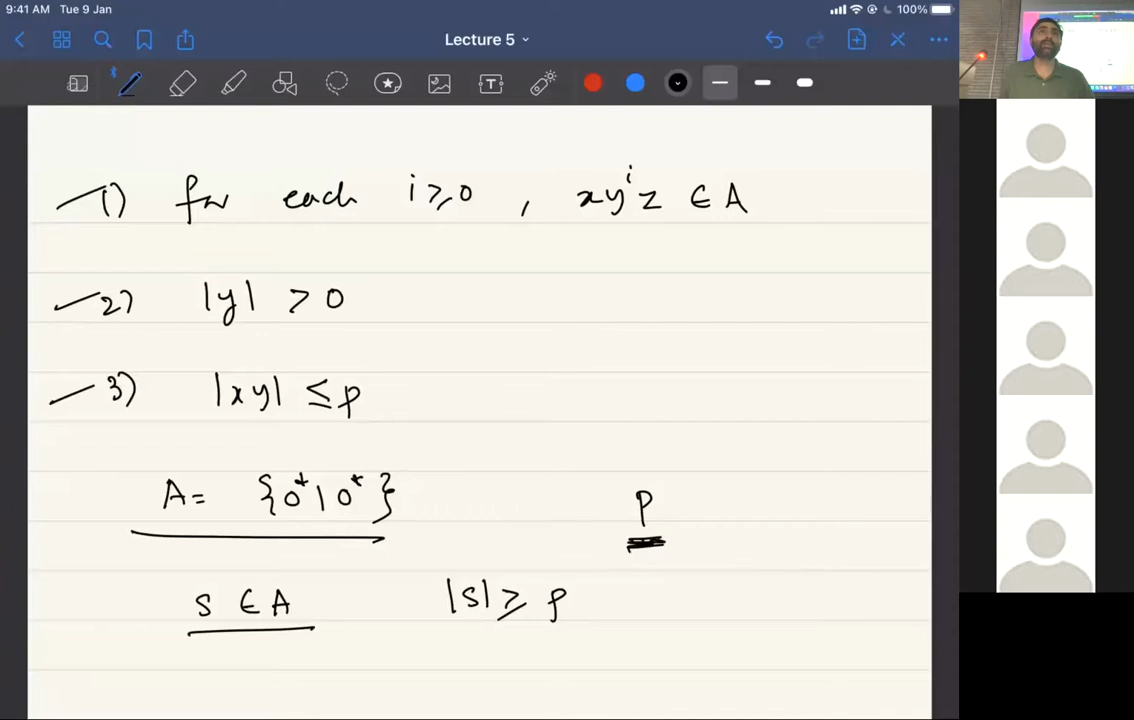 9:41 AM Tue 9 Jan
100%
Lecture 5
1) for each i ≥ 0 , xyⁱz ∈ A
2) |y| > 0
3) |xy| ≤ p
A = {0*10*}
p
s ∈ A |s| ≥ p